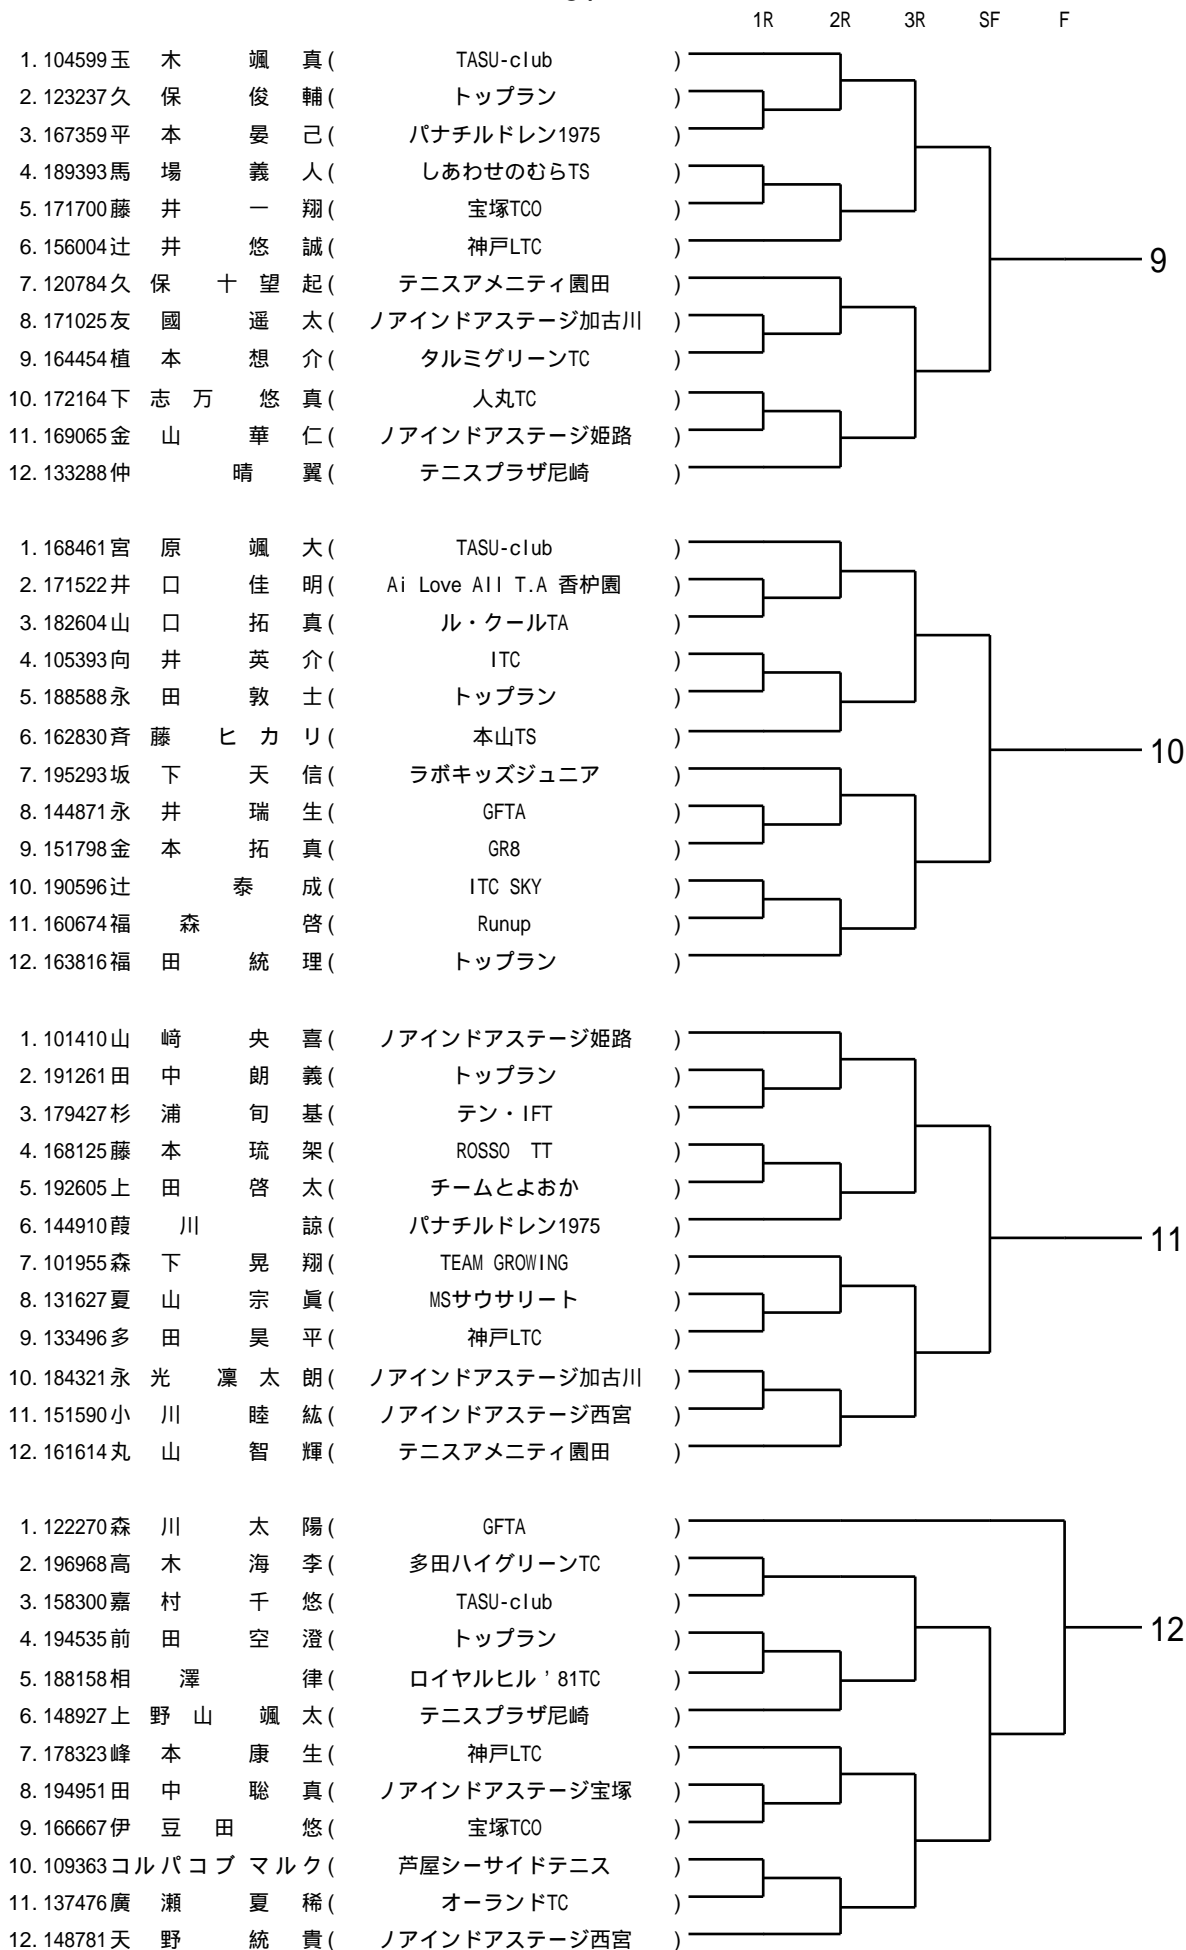 1R 2R 3R SF F
1. 104599 玉 木 颯 真 ( TASU-club )
2. 123237 久 保 俊 輔 ( トップラン )
3. 167359 平 本 晏 己 ( パナチルドレン1975 )
4. 189393 馬 場 義 人 ( しあわせのむらTS )
5. 171700 藤 井 一 翔 ( 宝塚TCO )
6. 156004 辻 井 悠 誠 ( 神戸LTC )
9
7. 120784 久 保 十 望 起 ( テニスアメニティ園田 )
8. 171025 友 國 遥 太 ( ノアインドアステージ加古川 )
9. 164454 植 本 想 介 ( タルミグリーンTC )
10. 172164 下 志 万 悠 真 ( 人丸TC )
11. 169065 金 山 華 仁 ( ノアインドアステージ姫路 )
12. 133288 仲 晴 翼 ( テニスプラザ尼崎 )
1. 168461 宮 原 颯 大 ( TASU-club )
2. 171522 井 口 佳 明 ( Ai Love All T.A 香枦園 )
3. 182604 山 口 拓 真 ( ル・クールTA )
4. 105393 向 井 英 介 ( ITC )
5. 188588 永 田 敦 士 ( トップラン )
6. 162830 斉 藤 ヒ カ リ ( 本山TS )
10
7. 195293 坂 下 天 信 ( ラボキッズジュニア )
8. 144871 永 井 瑞 生 ( GFTA )
9. 151798 金 本 拓 真 ( GR8 )
10. 190596 辻 泰 成 ( ITC SKY )
11. 160674 福 森 啓 ( Runup )
12. 163816 福 田 統 理 ( トップラン )
1. 101410 山 﨑 央 喜 ( ノアインドアステージ姫路 )
2. 191261 田 中 朗 義 ( トップラン )
3. 179427 杉 浦 旬 基 ( テン・IFT )
4. 168125 藤 本 琉 架 ( ROSSO TT )
5. 192605 上 田 啓 太 ( チームとよおか )
6. 144910 葭 川 諒 ( パナチルドレン1975 )
11
7. 101955 森 下 晃 翔 ( TEAM GROWING )
8. 131627 夏 山 宗 眞 ( MSサウサリート )
9. 133496 多 田 昊 平 ( 神戸LTC )
10. 184321 永 光 凜 太 朗 ( ノアインドアステージ加古川 )
11. 151590 小 川 睦 紘 ( ノアインドアステージ西宮 )
12. 161614 丸 山 智 輝 ( テニスアメニティ園田 )
1. 122270 森 川 太 陽 ( GFTA )
2. 196968 高 木 海 李 ( 多田ハイグリーンTC )
3. 158300 嘉 村 千 悠 ( TASU-club )
4. 194535 前 田 空 澄 ( トップラン )
12
5. 188158 相 澤 律 ( ロイヤルヒル'81TC )
6. 148927 上 野 山 颯 太 ( テニスプラザ尼崎 )
7. 178323 峰 本 康 生 ( 神戸LTC )
8. 194951 田 中 聡 真 ( ノアインドアステージ宝塚 )
9. 166667 伊 豆 田 悠 ( 宝塚TCO )
10. 109363 コルパコブ マルク ( 芦屋シーサイドテニス )
11. 137476 廣 瀬 夏 稀 ( オーランドTC )
12. 148781 天 野 統 貴 ( ノアインドアステージ西宮 )